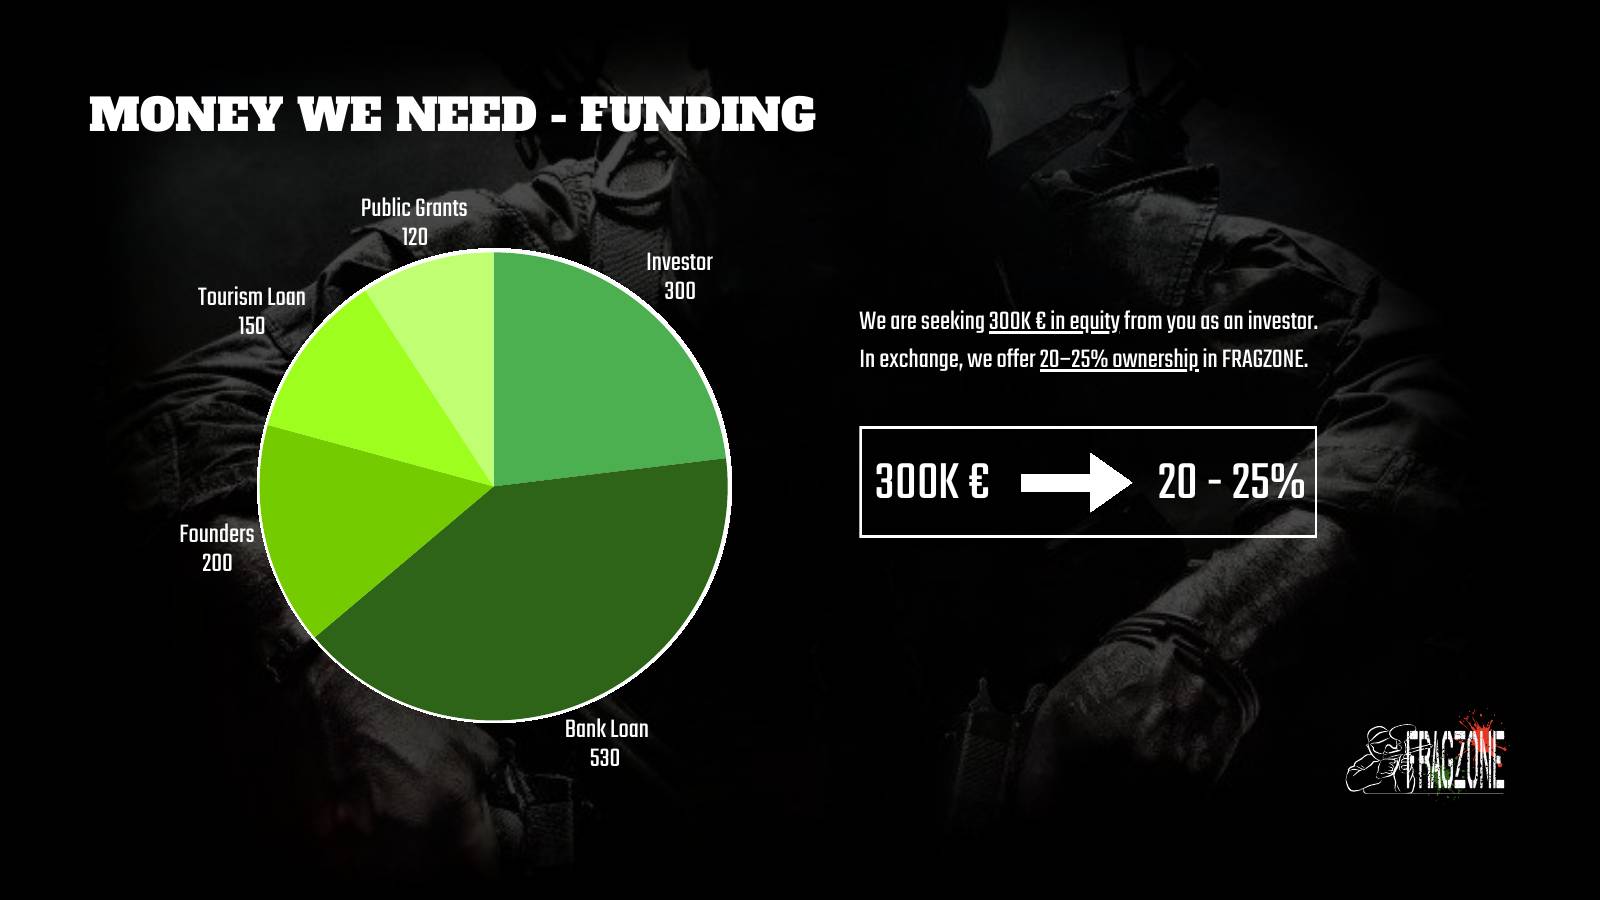 MONEY WE NEED - FUNDING
Public Grants
120
Investor
300
Tourism Loan
150
Founders
200
Bank Loan
530
We are seeking 300K € in equity from you as an investor.
In exchange, we offer 20–25% ownership in FRAGZONE.
300K € 20 - 25%
FRAGZONE